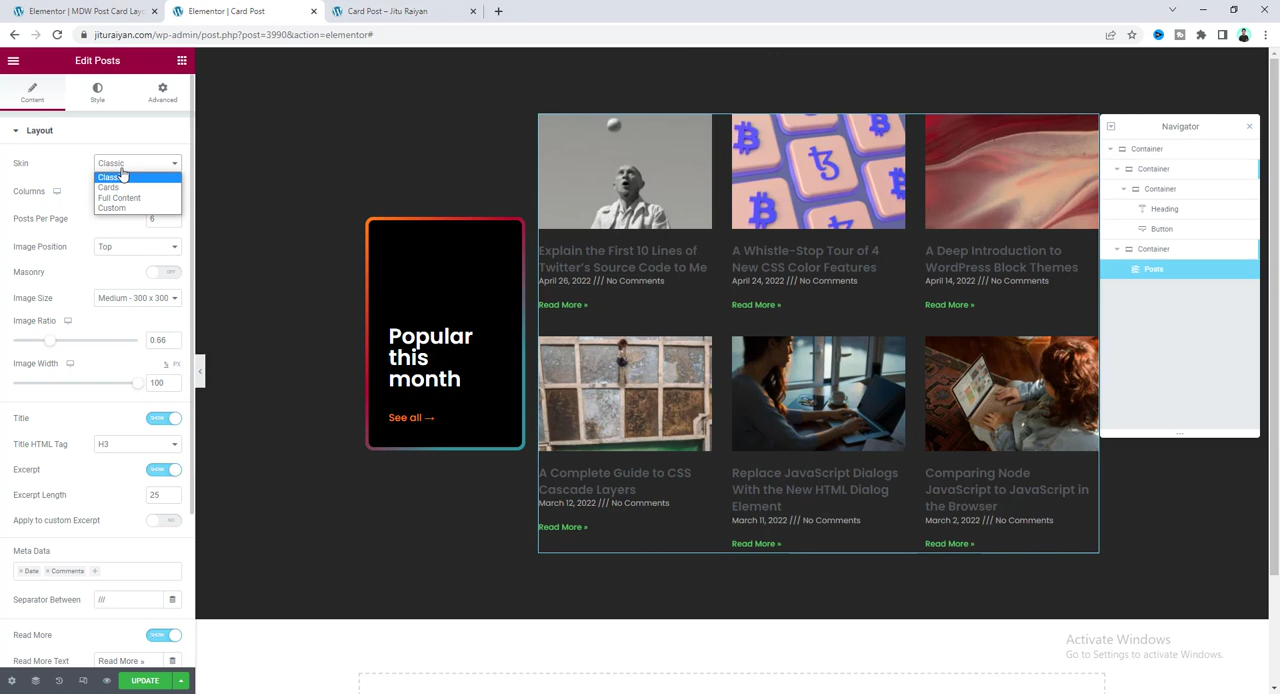 Elementor | MDW Post Card Layo
Elementor | Card Post
Card Post – Jitu Raiyan
jituraiyan.com/wp-admin/post.php?post=3990&action=elementor#
Edit Posts
Content
Style
Advanced
Layout
Skin
Classic
Classic
Cards
Full Content
Custom
Columns
Posts Per Page
6
Image Position
Top
Masonry
OFF
Image Size
Medium - 300 x 300
Image Ratio
0.66
Image Width
% PX
100
Title
SHOW
Title HTML Tag
H3
Excerpt
SHOW
Excerpt Length
25
Apply to custom Excerpt
NO
Meta Data
× Date × Comments +
Separator Between
///
Read More
SHOW
Read More Text
Read More »
UPDATE
Popular
this
month
See all →
Explain the First 10 Lines of
Twitter's Source Code to Me
April 26, 2022 /// No Comments
Read More »
A Whistle-Stop Tour of 4
New CSS Color Features
April 24, 2022 /// No Comments
Read More »
A Deep Introduction to
WordPress Block Themes
April 14, 2022 /// No Comments
Read More »
A Complete Guide to CSS
Cascade Layers
March 12, 2022 /// No Comments
Read More »
Replace JavaScript Dialogs
With the New HTML Dialog
Element
March 11, 2022 /// No Comments
Read More »
Comparing Node
JavaScript to JavaScript in
the Browser
March 2, 2022 /// No Comments
Read More »
Navigator
Container
Container
Container
Heading
Button
Container
Posts
Activate Windows
Go to Settings to activate Windows.